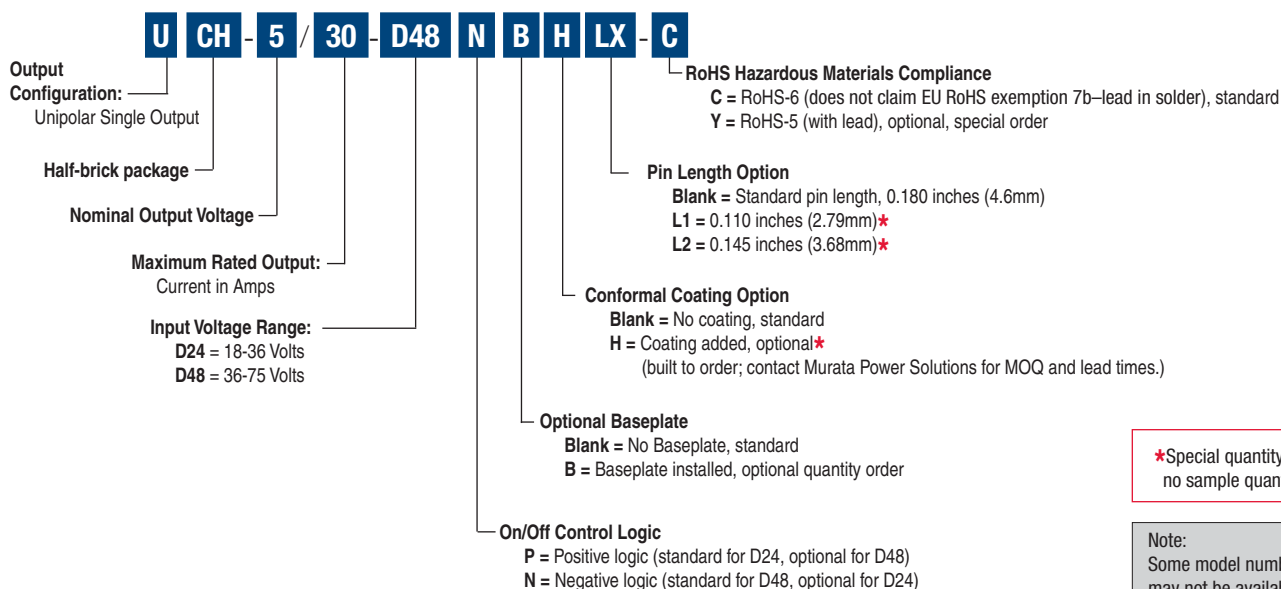 U CH - 5 / 30 - D48 N B H LX - C
Output
Configuration:
Unipolar Single Output
Half-brick package
Nominal Output Voltage
Maximum Rated Output:
Current in Amps
Input Voltage Range:
D24 = 18-36 Volts
D48 = 36-75 Volts
RoHS Hazardous Materials Compliance
C = RoHS-6 (does not claim EU RoHS exemption 7b–lead in solder), standard
Y = RoHS-5 (with lead), optional, special order
Pin Length Option
Blank = Standard pin length, 0.180 inches (4.6mm)
L1 = 0.110 inches (2.79mm)*
L2 = 0.145 inches (3.68mm)*
Conformal Coating Option
Blank = No coating, standard
H = Coating added, optional*
(built to order; contact Murata Power Solutions for MOQ and lead times.)
Optional Baseplate
Blank = No Baseplate, standard
B = Baseplate installed, optional quantity order
On/Off Control Logic
P = Positive logic (standard for D24, optional for D48)
N = Negative logic (standard for D48, optional for D24)
*Special quantity
no sample quan
Note:
Some model numb
may not be availal